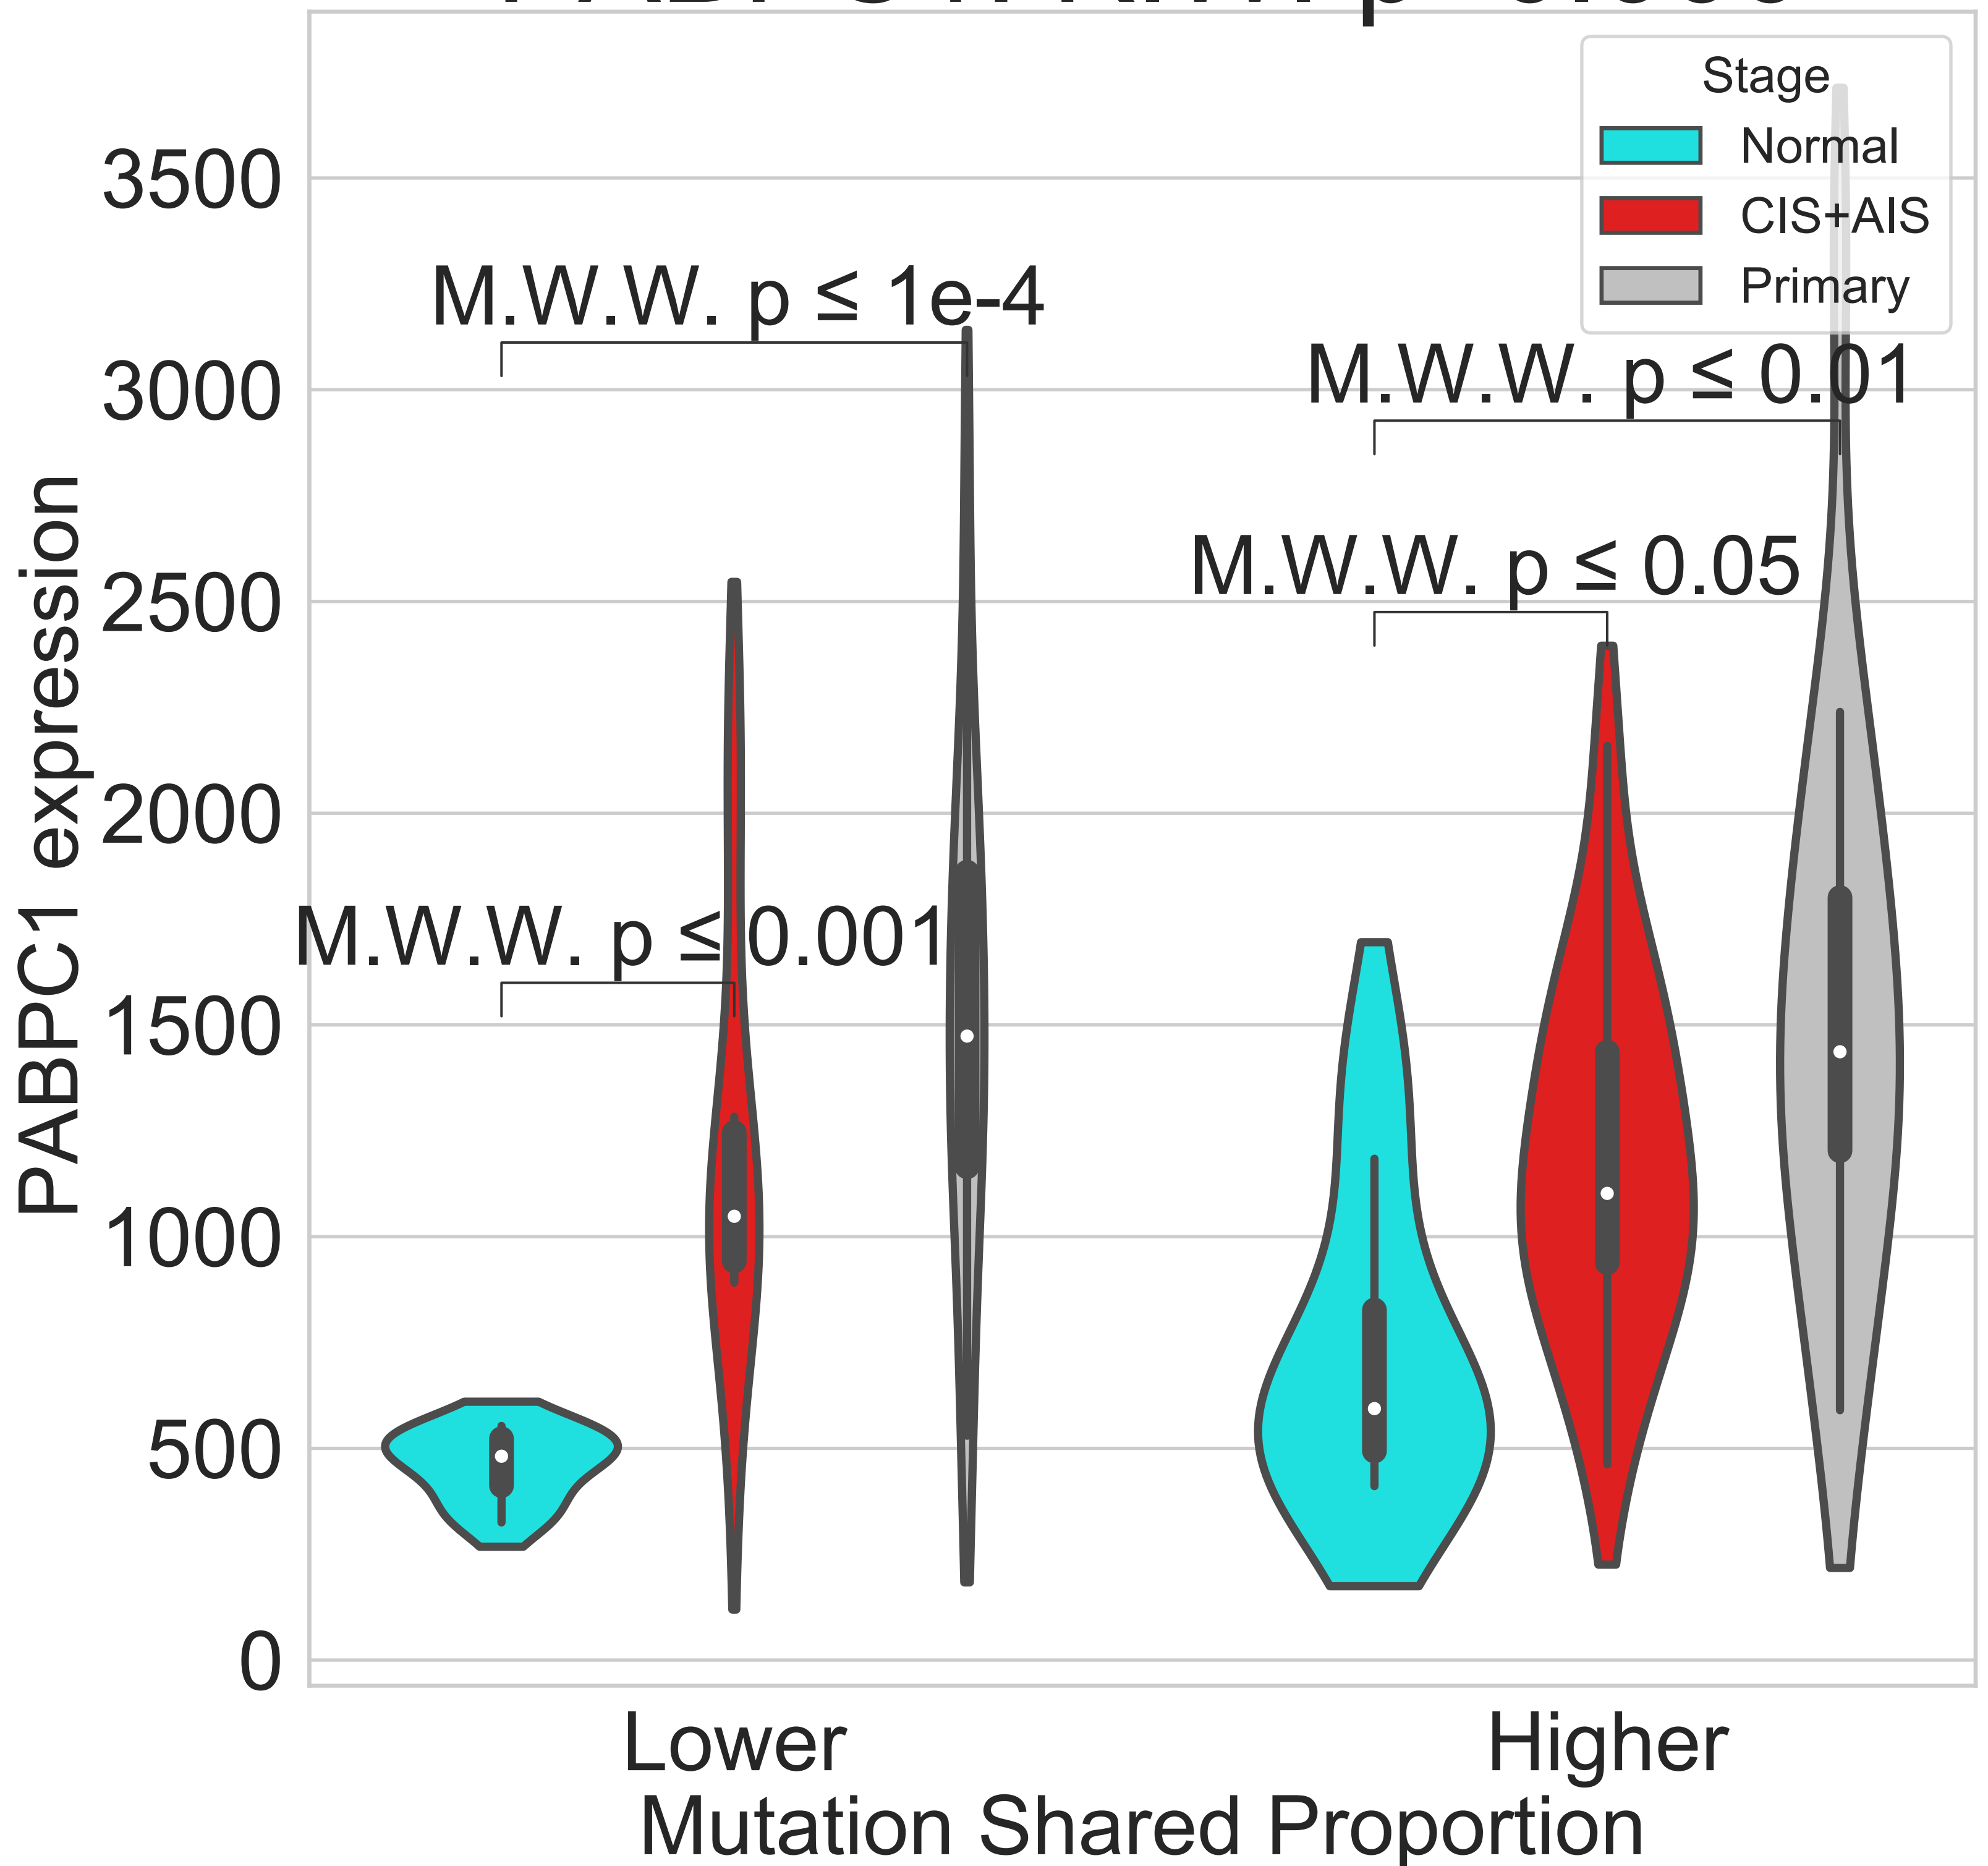 Stage
Normal
CIS+AIS
Primary
3500
3000
2500
2000
1500
1000
500
0
PABPC1 expression
M.W.W. p ≤ 1e-4
M.W.W. p ≤ 0.01
M.W.W. p ≤ 0.05
M.W.W. p ≤ 0.001
Lower
Higher
Mutation Shared Proportion